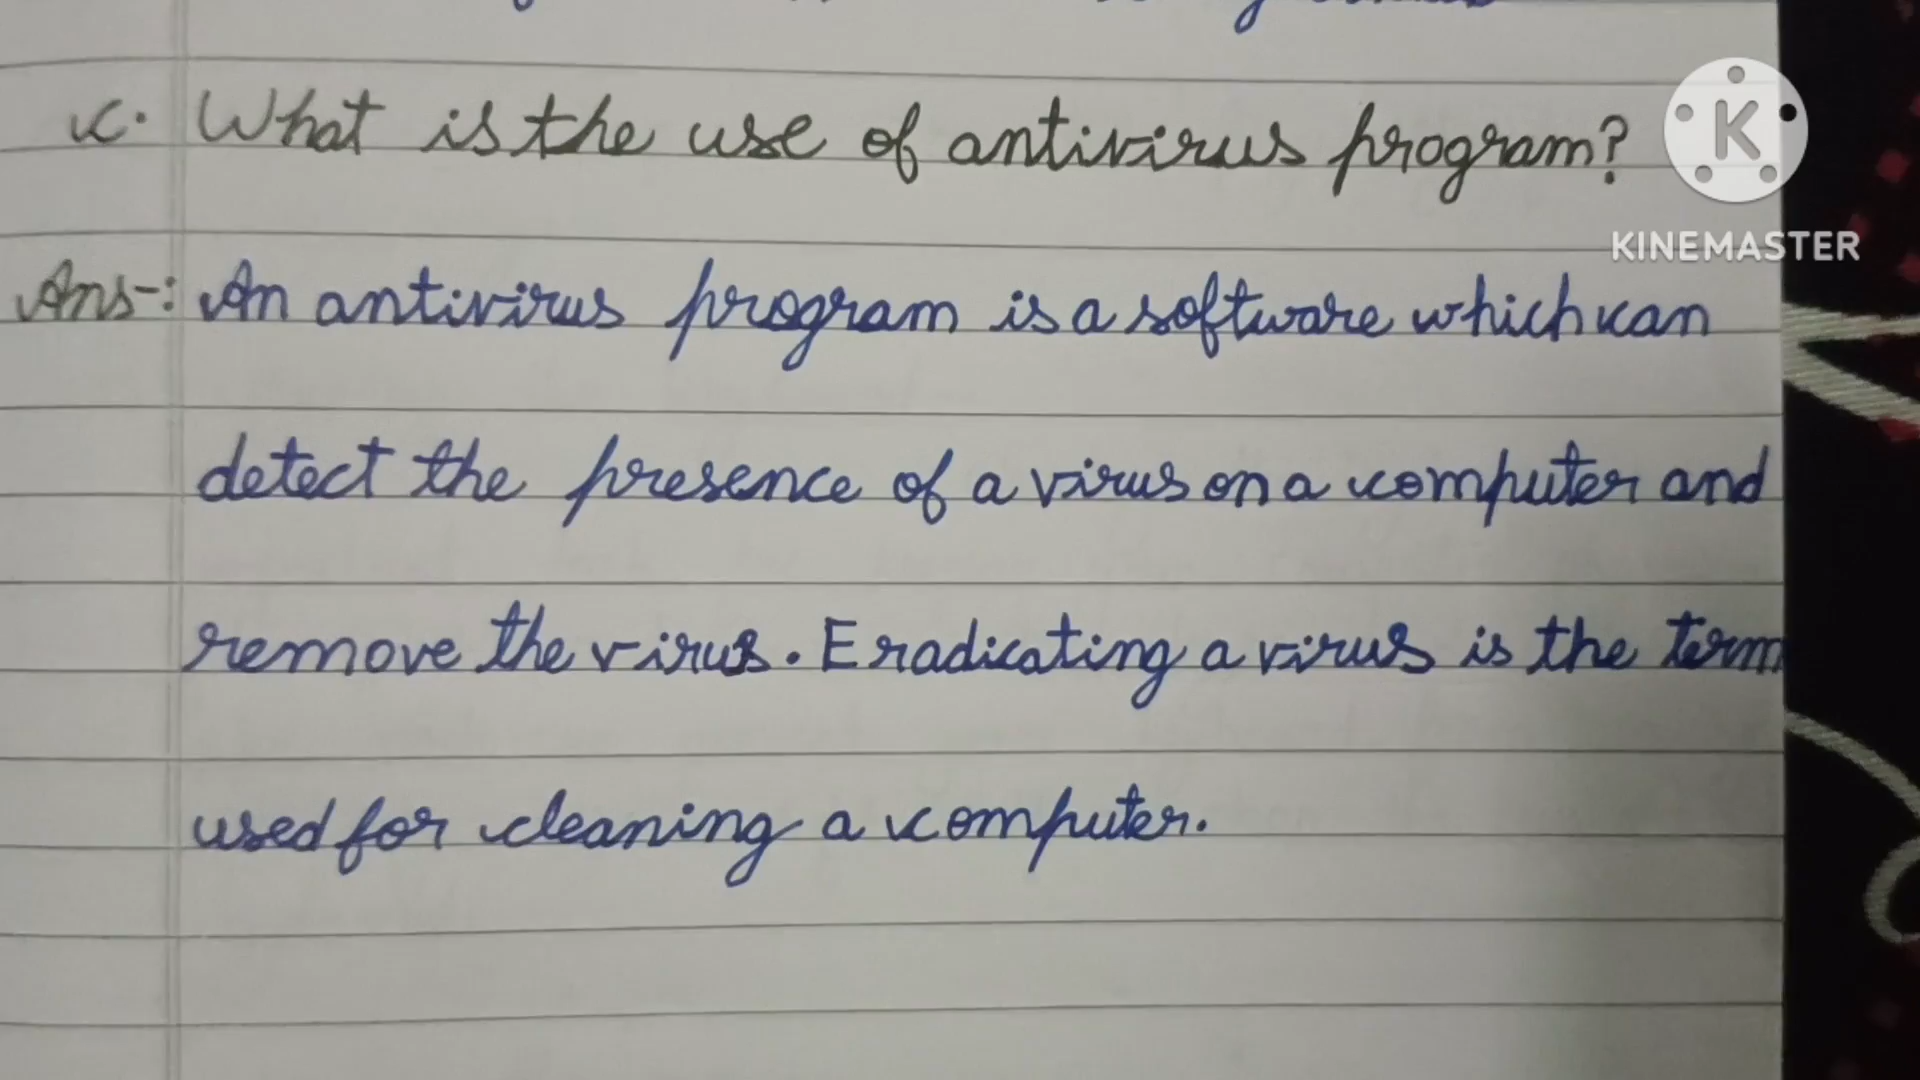 c. What is the use of antivirus program?
KINEMASTER
Ans-: An antivirus program is a software which can
detect the presence of a virus on a computer and
remove the virus. Eradicating a virus is the term
used for cleaning a computer.